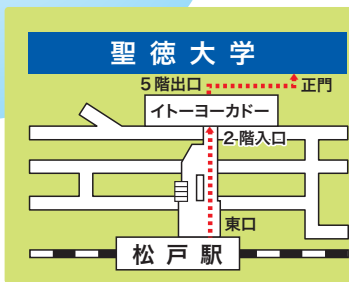 聖徳大学
5階出口
正門
イトーヨーカドー
2階入口
東口
松戸駅